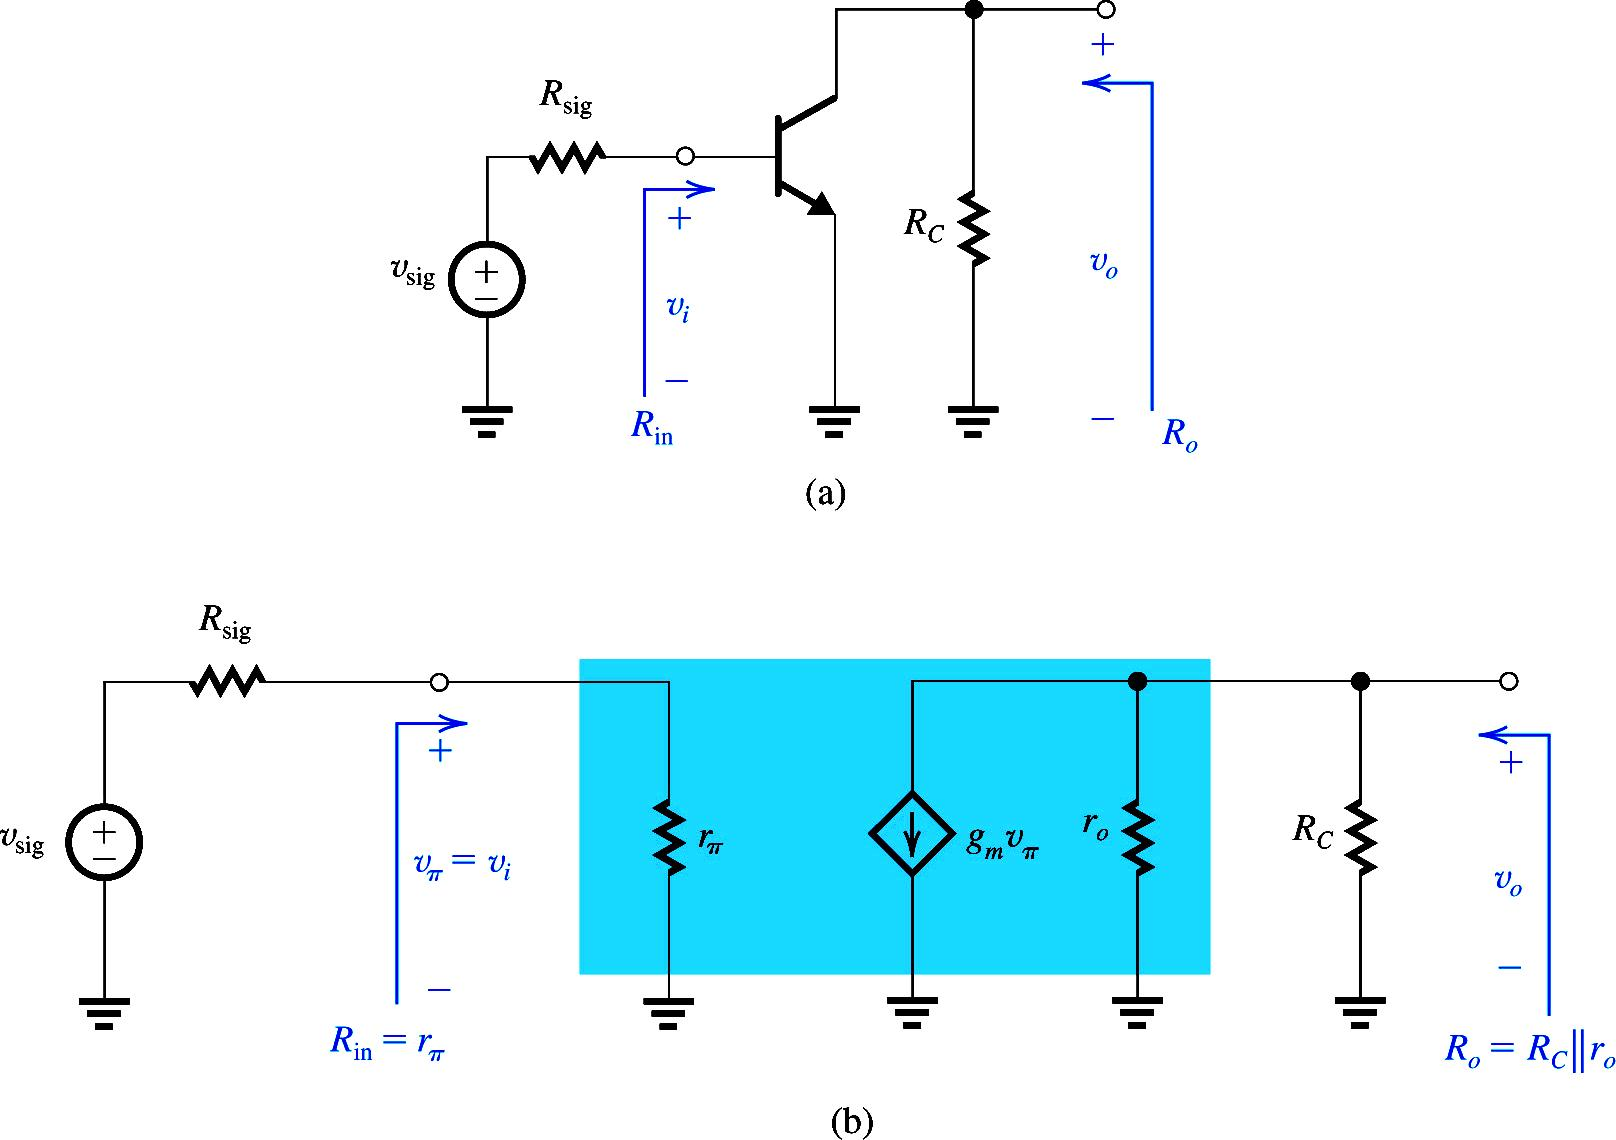 R_sig
+
R_C
v_sig
+
−
+
v_i
−
v_o
−
R_in
R_o
(a)
R_sig
+
+
v_sig
+
−
v_π = v_i
r_π
g_m v_π
r_o
R_C
v_o
−
−
R_in = r_π
R_o = R_C||r_o
(b)